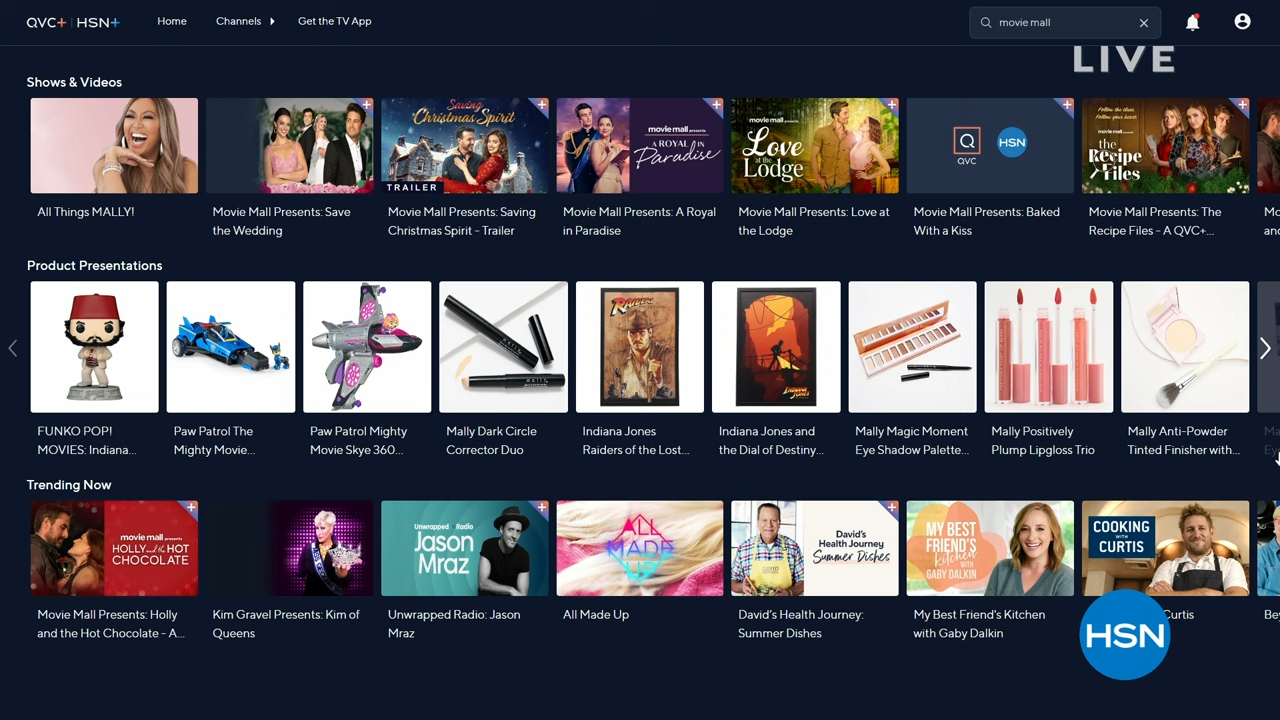 QVC+ | HSN+
Home
Channels
Get the TV App
movie mall
LIVE
Shows & Videos
Saving
Christmas Spirit
TRAILER
movie mall presents
A ROYAL IN
Paradise
movie mall presents
Love
at the
Lodge
Q
QVC
HSN
Follow the clues.
Follow your heart.
movie mall presents
the
Recipe
Files
All Things MALLY!
Movie Mall Presents: Save
the Wedding
Movie Mall Presents: Saving
Christmas Spirit - Trailer
Movie Mall Presents: A Royal
in Paradise
Movie Mall Presents: Love at
the Lodge
Movie Mall Presents: Baked
With a Kiss
Movie Mall Presents: The
Recipe Files - A QVC+...
Product Presentations
RAIDERS
INDIANA JONES
FUNKO POP!
MOVIES: Indiana...
Paw Patrol The
Mighty Movie...
Paw Patrol Mighty
Movie Skye 360...
Mally Dark Circle
Corrector Duo
Indiana Jones
Raiders of the Lost...
Indiana Jones and
the Dial of Destiny...
Mally Magic Moment
Eye Shadow Palette...
Mally Positively
Plump Lipgloss Trio
Mally Anti-Powder
Tinted Finisher with...
Trending Now
movie mall presents
HOLLY and the HOT
CHOCOLATE
Unwrapped | Radio
Jason
Mraz
ALL
MADE
UP
David's
Health Journey:
Summer Dishes
MY BEST
FRIEND'S
kitchen
WITH
GABY DALKIN
COOKING
WITH
CURTIS
Movie Mall Presents: Holly
and the Hot Chocolate - A...
Kim Gravel Presents: Kim of
Queens
Unwrapped Radio: Jason
Mraz
All Made Up
David's Health Journey:
Summer Dishes
My Best Friend's Kitchen
with Gaby Dalkin
Curtis
HSN